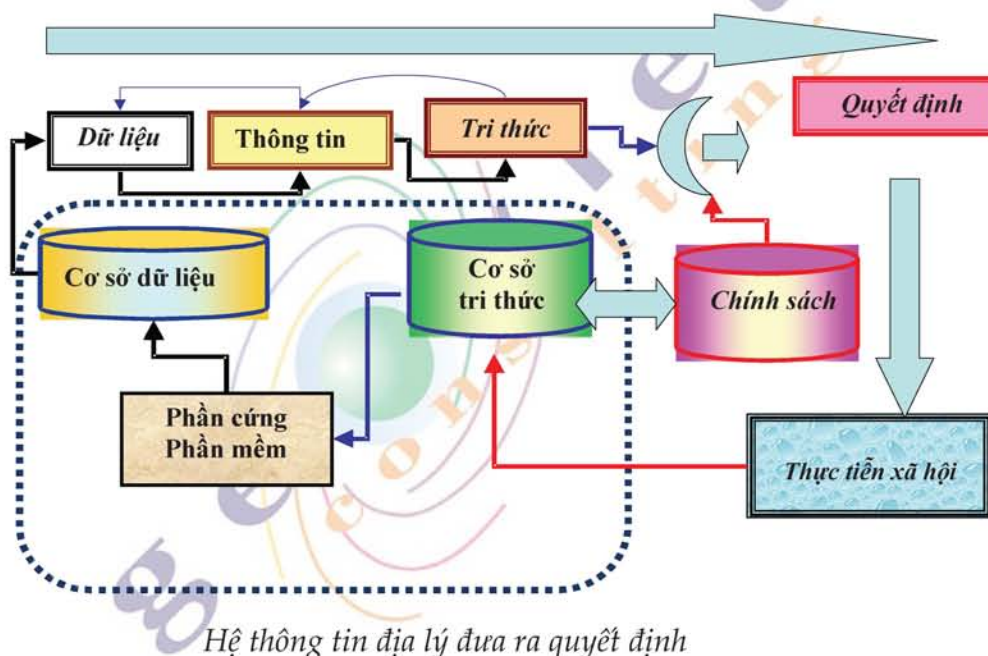 Quyết định
Dữ liệu
Thông tin
Tri thức
Cơ sở dữ liệu
Cơ sở
tri thức
Chính sách
Phần cứng
Phần mềm
Thực tiễn xã hội
Hệ thông tin địa lý đưa ra quyết định